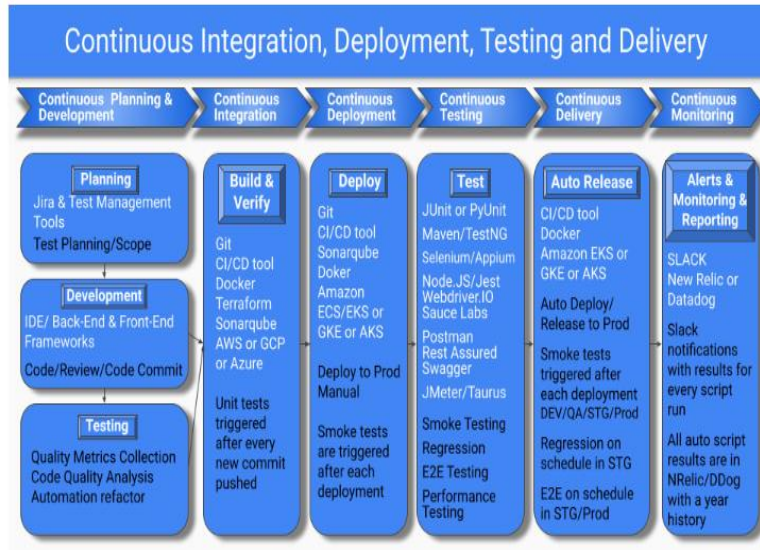 Continuous Integration, Deployment, Testing and Delivery
Continuous Planning &
Development
Continuous
Integration
Continuous
Deployment
Continuous
Testing
Continuous
Delivery
Continuous
Monitoring
Planning
Jira & Test Management
Tools
Test Planning/Scope
Development
IDE/ Back-End & Front-End
Frameworks
Code/Review/Code Commit
Testing
Quality Metrics Collection
Code Quality Analysis
Automation refactor
Build &
Verify
Git
CI/CD tool
Docker
Terraform
Sonarqube
AWS or GCP
or Azure
Unit tests
triggered
after every
new commit
pushed
Deploy
Git
CI/CD tool
Sonarqube
Doker
Amazon
ECS/EKS or
GKE or AKS
Deploy to Prod
Manual
Smoke tests
are triggered
after each
deployment
Test
JUnit or PyUnit
Maven/TestNG
Selenium/Appium
Node.JS/Jest
Webdriver.IO
Sauce Labs
Postman
Rest Assured
Swagger
JMeter/Taurus
Smoke Testing
Regression
E2E Testing
Performance
Testing
Auto Release
CI/CD tool
Docker
Amazon EKS or
GKE or AKS
Auto Deploy/
Release to Prod
Smoke tests
triggered after
each deployment
DEV/QA/STG/Prod
Regression on
schedule in STG
E2E on schedule
in STG/Prod
Alerts &
Monitoring &
Reporting
SLACK
New Relic or
Datadog
Slack
notifications
with results for
every script
run
All auto script
results are in
NRelic/DDog
with a year
history